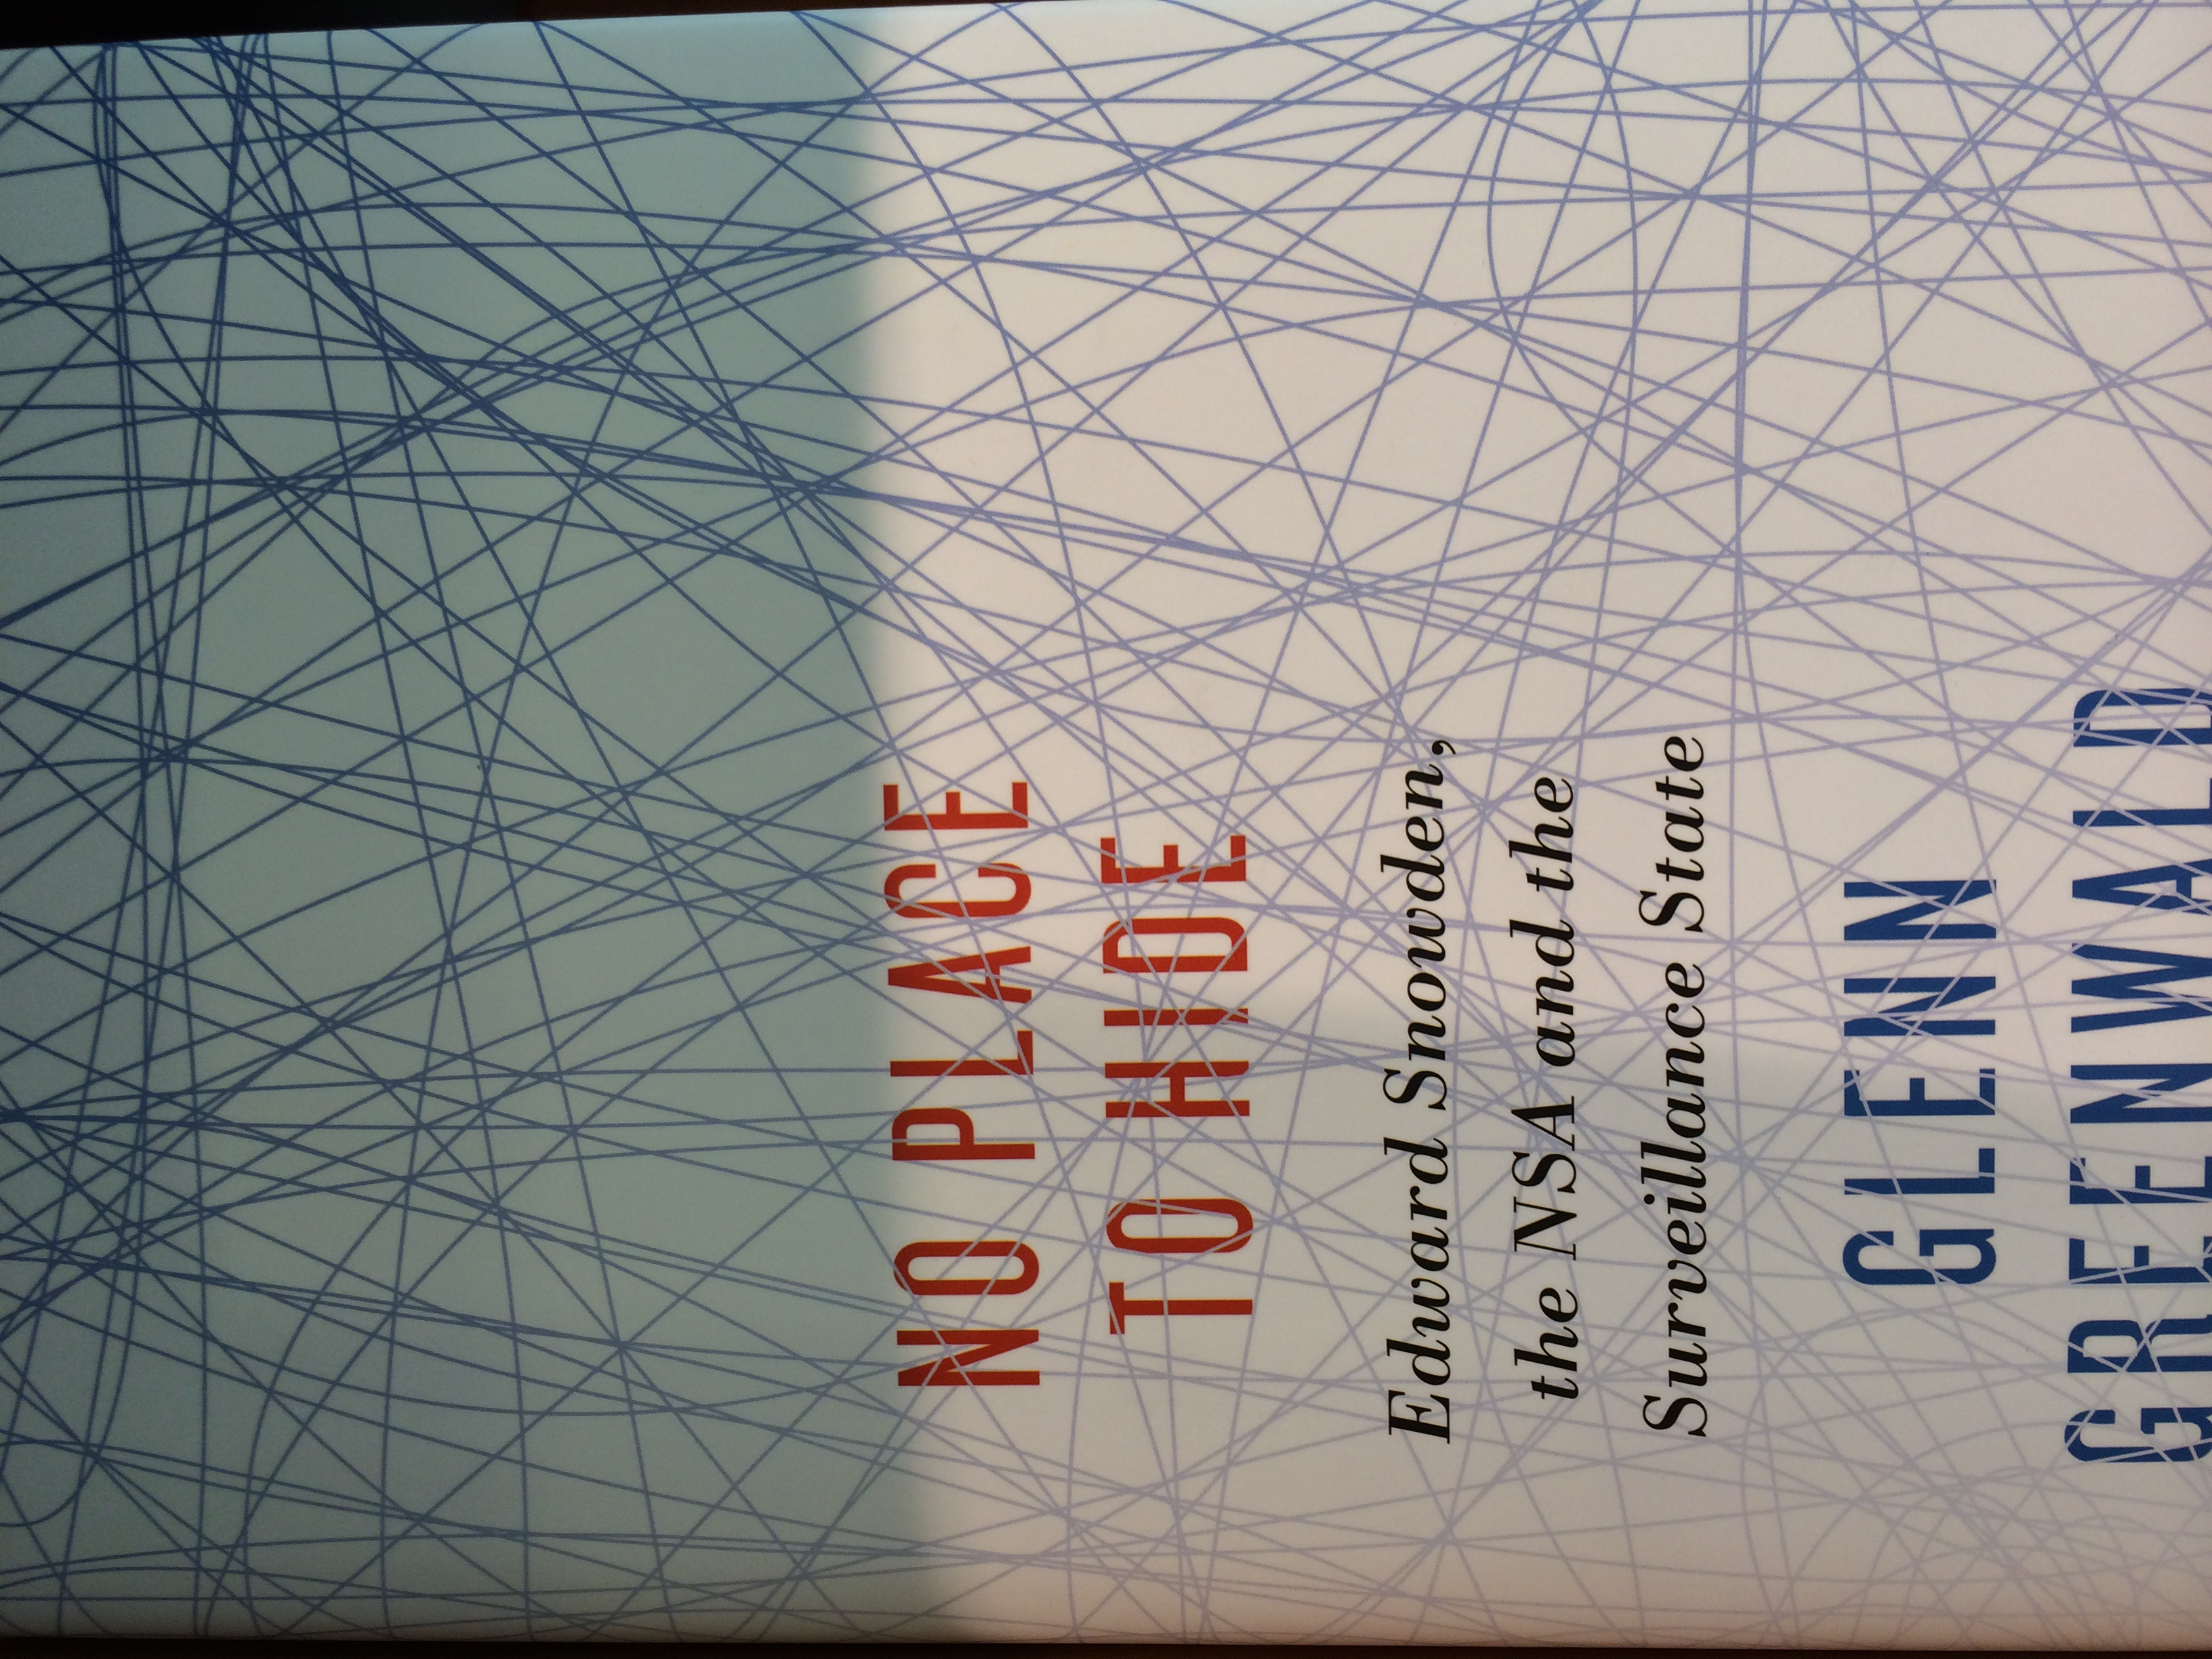 NO PLACE
TO HIDE
Edward Snowden,
the NSA and the
Surveillance State
GLENN
GREENWALD